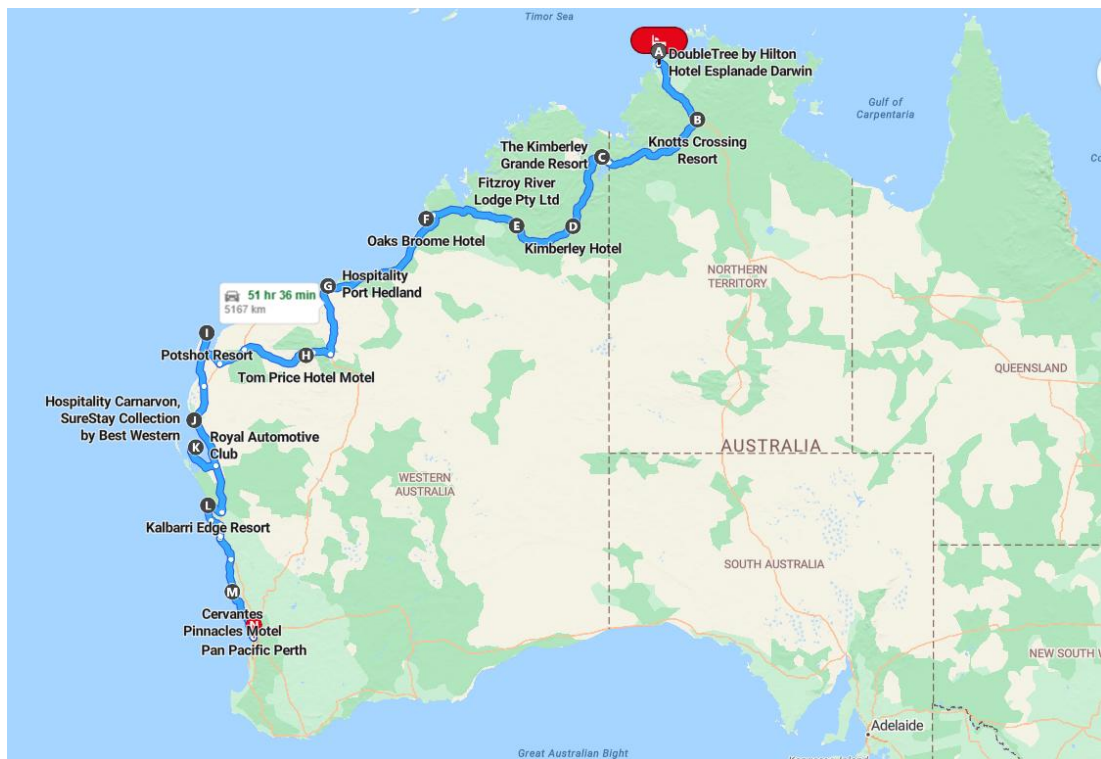 Timor Sea
A
DoubleTree by Hilton
Hotel Esplanade Darwin
Gulf of
Carpentaria
B
Knotts Crossing
Resort
The Kimberley
Grande Resort
C
Fitzroy River
Lodge Pty Ltd
F
E
D
Oaks Broome Hotel
Kimberley Hotel
NORTHERN
TERRITORY
G
Hospitality
Port Hedland
51 hr 36 min
5167 km
I
Potshot Resort
H
Tom Price Hotel Motel
QUEENSLAND
Hospitality Carnarvon,
SureStay Collection
by Best Western
J
K
Royal Automotive
Club
AUSTRALIA
WESTERN
AUSTRALIA
L
Kalbarri Edge Resort
SOUTH AUSTRALIA
M
Cervantes
Pinnacles Motel
N
Pan Pacific Perth
NEW SOUTH W
Adelaide
Great Australian Bight